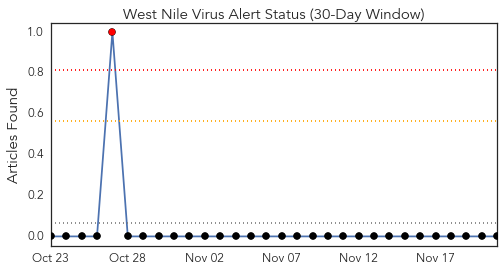 West Nile Virus Alert Status (30-Day Window)
Articles Found
1.0
0.8
0.6
0.4
0.2
0.0
Oct 23 Oct 28 Nov 02 Nov 07 Nov 12 Nov 17